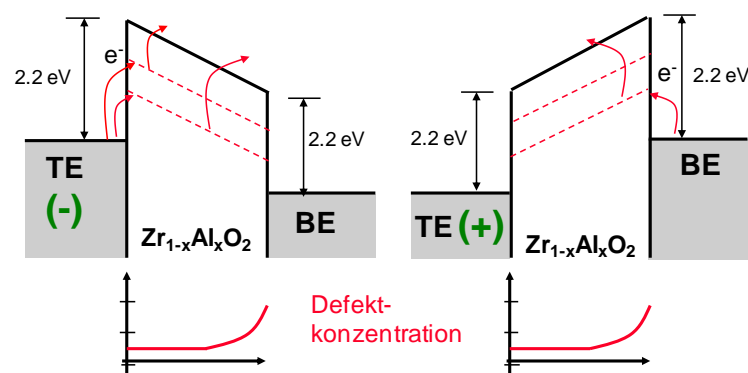 2.2 eV
e-
TE
(-)
2.2 eV
BE
Zr1-xAlxO2
2.2 eV
e-
2.2 eV
TE (+)
BE
Zr1-xAlxO2
Defekt-
konzentration